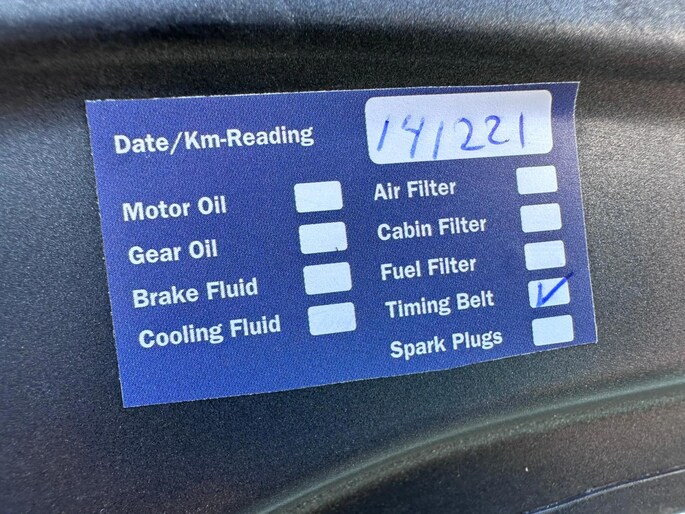 Date/Km-Reading 141221
Motor Oil
Gear Oil
Brake Fluid
Cooling Fluid
Air Filter
Cabin Filter
Fuel Filter
Timing Belt ✓
Spark Plugs